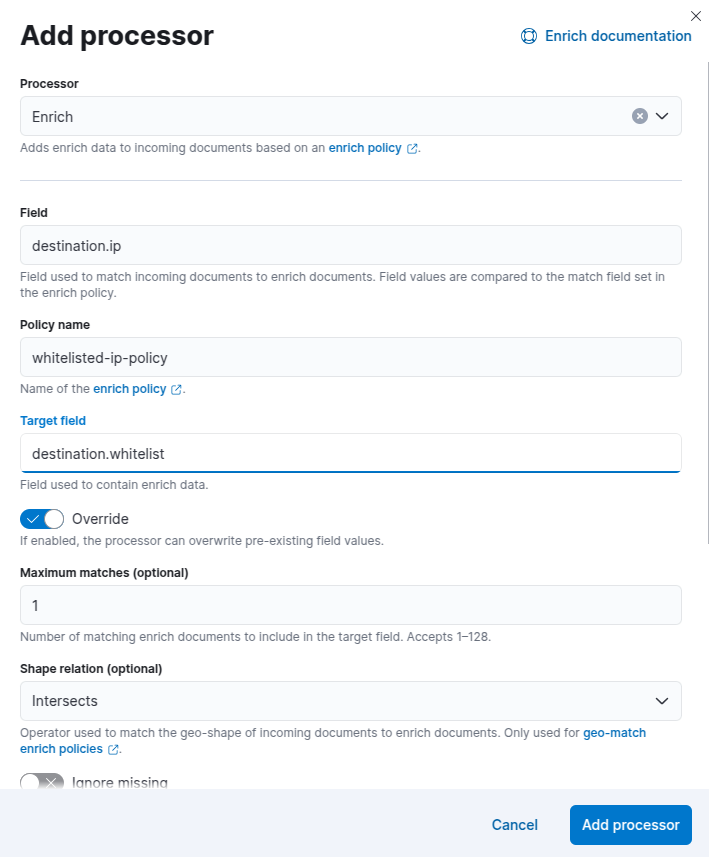 Add processor
Enrich documentation
Processor
Enrich
Adds enrich data to incoming documents based on an enrich policy.
Field
destination.ip
Field used to match incoming documents to enrich documents. Field values are compared to the match field set in
the enrich policy.
Policy name
whitelisted-ip-policy
Name of the enrich policy.
Target field
destination.whitelist
Field used to contain enrich data.
Override
If enabled, the processor can overwrite pre-existing field values.
Maximum matches (optional)
1
Number of matching enrich documents to include in the target field. Accepts 1–128.
Shape relation (optional)
Intersects
Operator used to match the geo-shape of incoming documents to enrich documents. Only used for geo-match
enrich policies.
Ignore missing
Cancel
Add processor